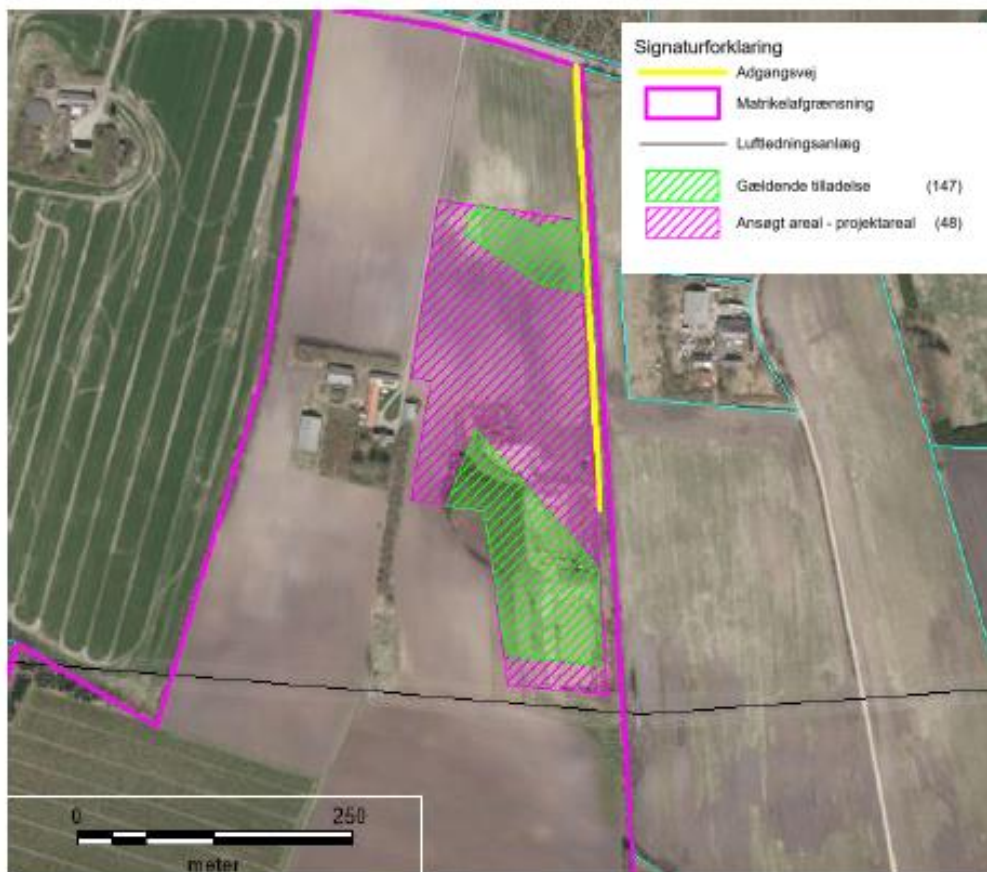 Signaturforklaring
Adgangsvej
Matrikelafgrænsning
Luftledningsanlæg
Gældende tilladelse (147)
Ansøgt areal - projektareal (48)
0 250
meter